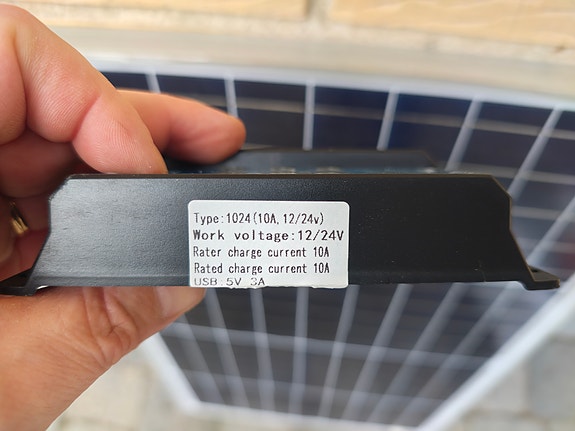 Type:1024(10A,12/24v)
Work voltage:12/24V
Rater charge current 10A
Rated charge current 10A
USB:5V 3A